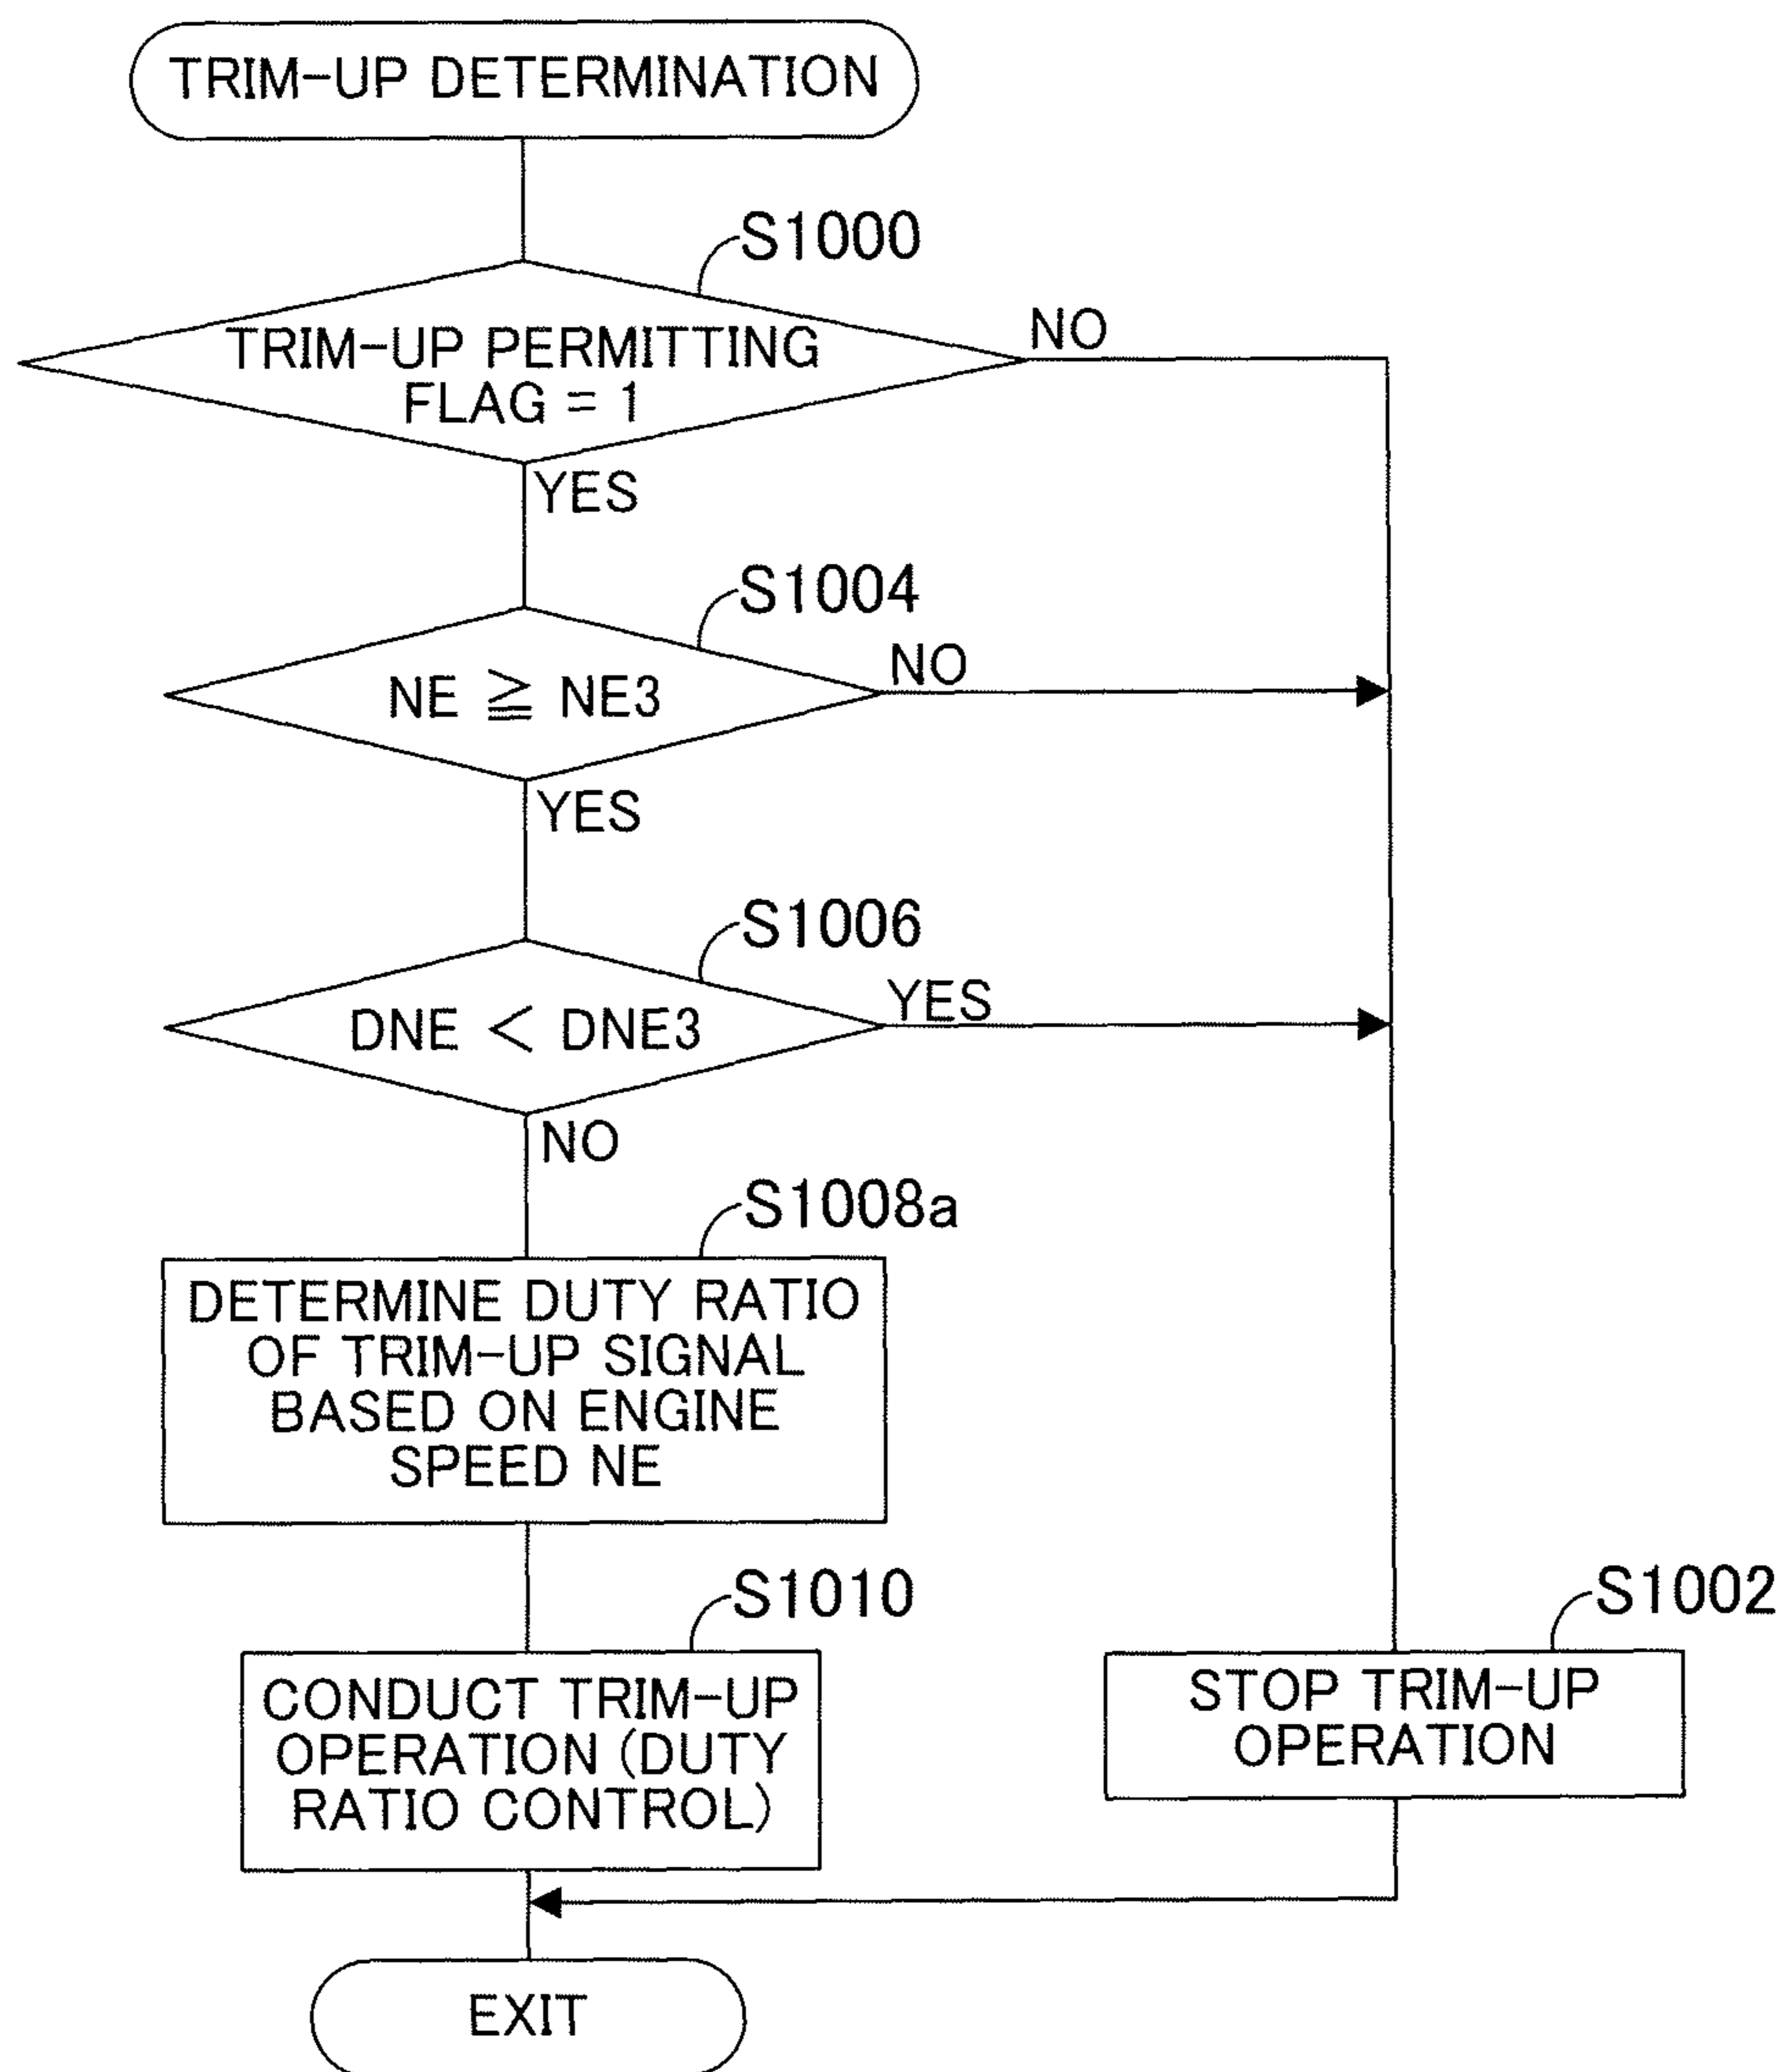 TRIM-UP DETERMINATION
S1000
TRIM-UP PERMITTING
FLAG = 1
NO
YES
S1004
NE ≧ NE3
NO
YES
S1006
DNE < DNE3
YES
NO
S1008a
DETERMINE DUTY RATIO
OF TRIM-UP SIGNAL
BASED ON ENGINE
SPEED NE
S1010
CONDUCT TRIM-UP
OPERATION (DUTY
RATIO CONTROL)
S1002
STOP TRIM-UP
OPERATION
EXIT